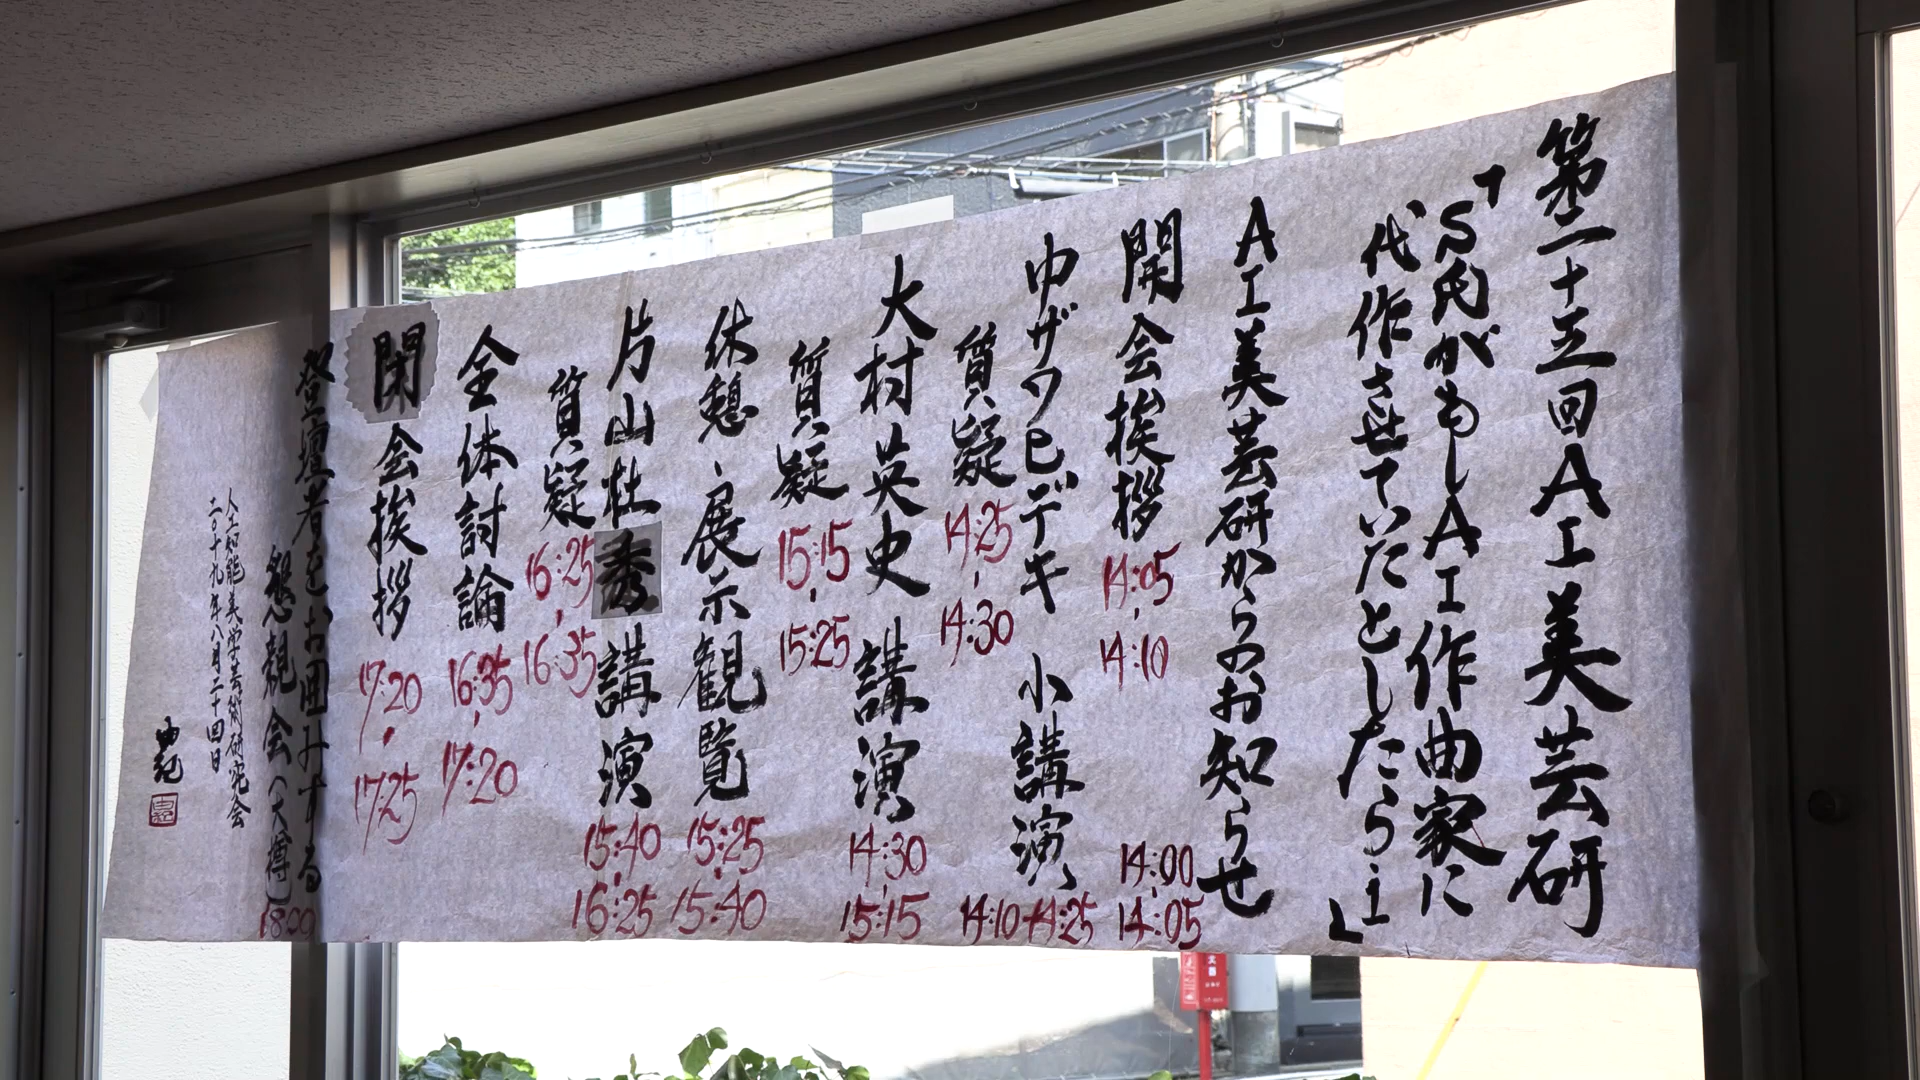 第二十五回AI美芸研
「S氏がもしAI作曲家に
代作させていたとしたら…」
AI美芸研からのお知らせ
14:00-14:05
開会挨拶
14:05-14:10
中ザワヒデキ 小講演
14:10-14:25
質疑
14:25-14:30
大村英史 講演
14:30-15:15
質疑
15:15-15:25
休憩、展示観覧
15:25-15:40
片山杜秀 講演
15:40-16:25
質疑
16:25-16:35
全体討論
16:35-17:20
閉会挨拶
17:20-17:25
登壇者をお囲みする
懇親会(大樽)
18:00
人工知能美学芸術研究会
二〇十九年八月二十四日
由紀